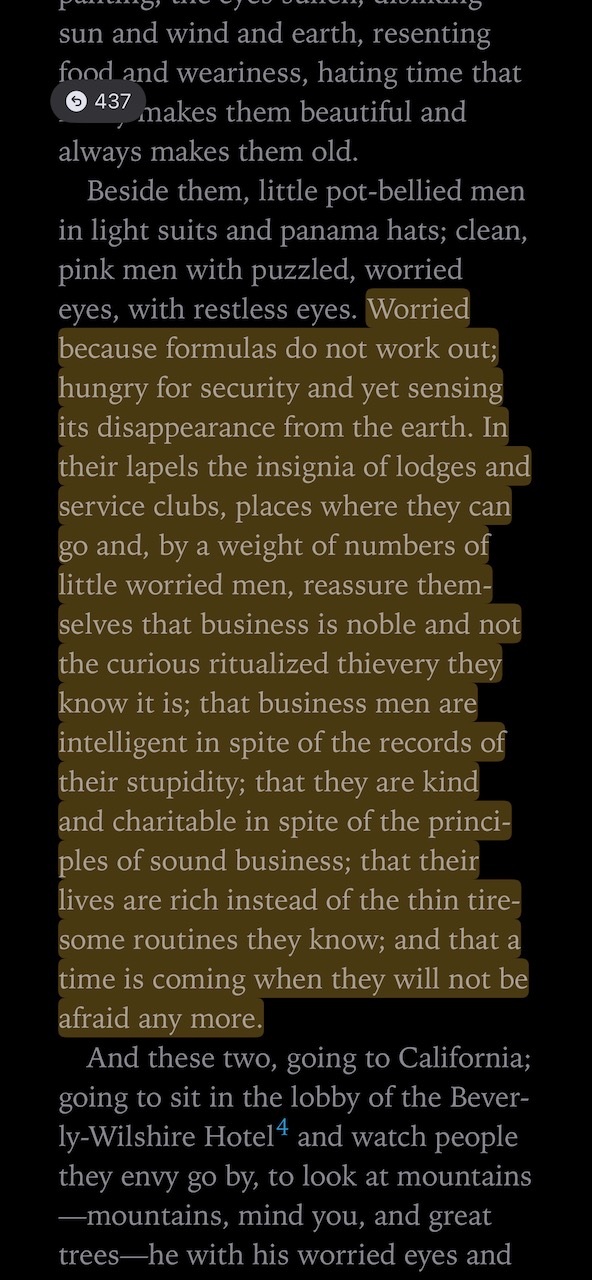 sun and wind and earth, resenting
food and weariness, hating time that
437
makes them beautiful and
always makes them old.
Beside them, little pot-bellied men
in light suits and panama hats; clean,
pink men with puzzled, worried
eyes, with restless eyes. Worried
because formulas do not work out;
hungry for security and yet sensing
its disappearance from the earth. In
their lapels the insignia of lodges and
service clubs, places where they can
go and, by a weight of numbers of
little worried men, reassure them-
selves that business is noble and not
the curious ritualized thievery they
know it is; that business men are
intelligent in spite of the records of
their stupidity; that they are kind
and charitable in spite of the princi-
ples of sound business; that their
lives are rich instead of the thin tire-
some routines they know; and that a
time is coming when they will not be
afraid any more.
And these two, going to California;
going to sit in the lobby of the Bever-
ly-Wilshire Hotel4 and watch people
they envy go by, to look at mountains
—mountains, mind you, and great
trees—he with his worried eyes and